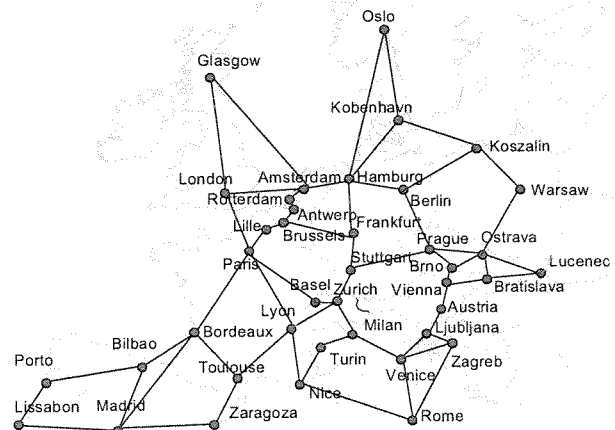 Oslo
Glasgow
Kobenhavn
Koszalin
London
Amsterdam
Hamburg
Rotterdam
Berlin
Warsaw
Antwerp
Lille
Brussels
Frankfurt
Prague
Ostrava
Paris
Stuttgart
Brno
Lucenec
Basel
Zurich
Vienna
Bratislava
Lyon
Austria
Bordeaux
Milan
Ljubljana
Bilbao
Porto
Toulouse
Turin
Venice
Zagreb
Nice
Lissabon
Madrid
Zaragoza
Rome